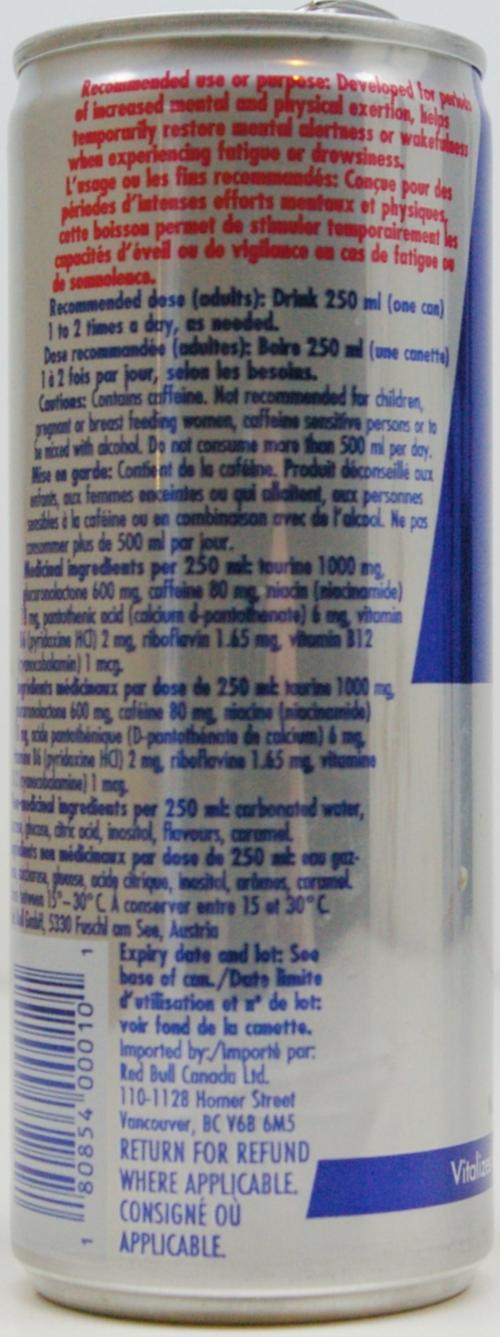 Recommended use or purpose: Developed for periods
of increased mental and physical exertion, helps
temporarily restore mental alertness or wakefulness
when experiencing fatigue or drowsiness.
L'usage ou les fins recommandés: Conçue pour des
périodes d'intenses efforts mentaux et physiques,
cette boisson permet de stimuler temporairement les
capacités d'éveil ou de vigilance en cas de fatigue ou
de somnolence.
Recommended dose (adults): Drink 250 ml (one can)
1 to 2 times a day, as needed.
Dose recommandée (adultes): Boire 250 ml (une canette)
1 à 2 fois par jour, selon les besoins.
Cautions: Contains caffeine. Not recommended for children,
pregnant or breast feeding women, caffeine sensitive persons or to
be mixed with alcohol. Do not consume more than 500 ml per day.
Mise en garde: Contient de la caféine. Produit déconseillé aux
enfants, aux femmes enceintes ou qui allaitent, aux personnes
sensibles à la caféine ou en combinaison avec de l'alcool. Ne pas
consommer plus de 500 ml par jour.
Medicinal ingredients per 250 ml: taurine 1000 mg,
glucuronolactone 600 mg, caffeine 80 mg, niacin (niacinamide)
mg, pantothenic acid (calcium d-pantothenate) 6 mg, vitamin
B6 (pyridoxine HCl) 2 mg, riboflavin 1.65 mg, vitamin B12
(cyanocobalamin) 1 mcg.
ingrédients médicinaux par dose de 250 ml: taurine 1000 mg,
glucuronolactone 600 mg, caféine 80 mg, niacine (niacinamide)
mg, acide pantothénique (D-pantothénate de calcium) 6 mg,
B6 (pyridoxine HCl) 2 mg, riboflavine 1.65 mg, vitamine
(cyanocobalamine) 1 mcg.
medicinal ingredients per 250 ml: carbonated water,
glucose, citric acid, inositol, flavours, caramel.
non médicinaux par dose de 250 ml: eau gaz-
saccharose, glucose, acide citrique, inositol, arômes, caramel.
between 15°–30° C. À conserver entre 15 et 30° C.
Bull GmbH, 5330 Fuschl am See, Austria
Expiry date and lot: See
base of can./Date limite
d'utilisation et n° de lot:
voir fond de la canette.
Imported by:/Importé par:
Red Bull Canada Ltd.
110-1128 Homer Street
Vancouver, BC V6B 6M5
RETURN FOR REFUND
WHERE APPLICABLE.
CONSIGNÉ OÙ
APPLICABLE.
1 80854 00010 1
Vitalizes